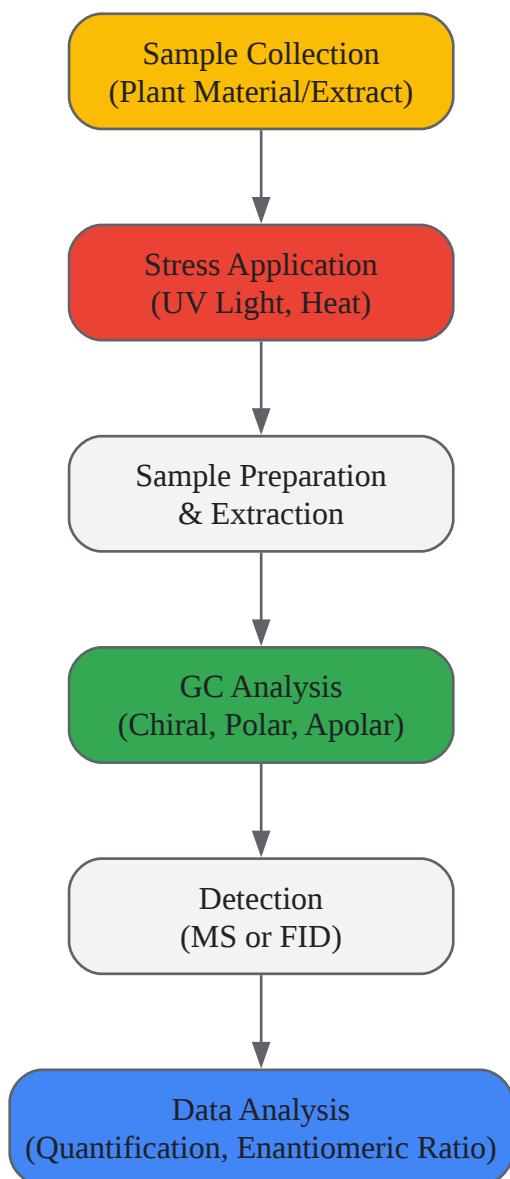 Sample Collection
(Plant Material/Extract)
Stress Application
(UV Light, Heat)
Sample Preparation
& Extraction
GC Analysis
(Chiral, Polar, Apolar)
Detection
(MS or FID)
Data Analysis
(Quantification, Enantiomeric Ratio)